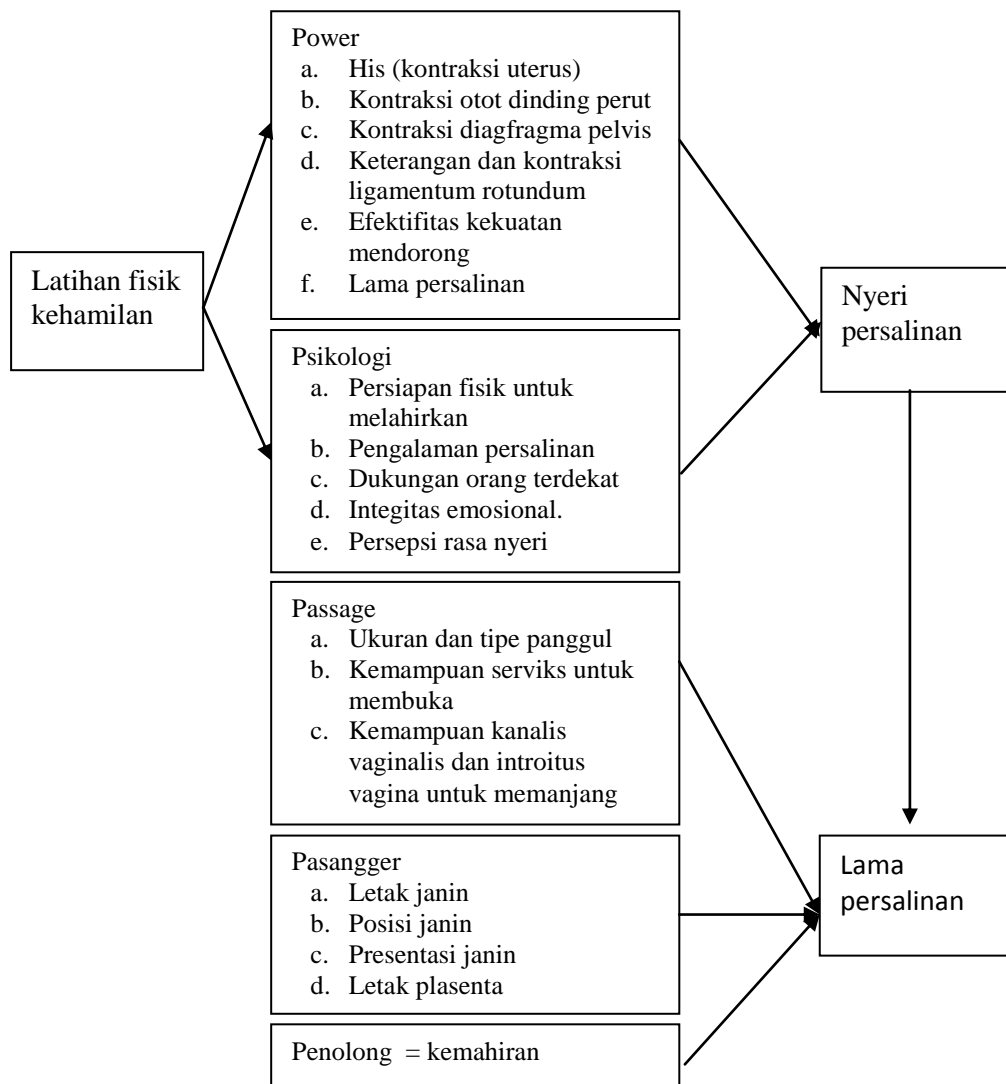 Power
a. His (kontraksi uterus)
b. Kontraksi otot dinding perut
c. Kontraksi diagfragma pelvis
d. Keterangan dan kontraksi
ligamentum rotundum
e. Efektifitas kekuatan
mendorong
f. Lama persalinan
Latihan fisik
kehamilan
Nyeri
persalinan
Psikologi
a. Persiapan fisik untuk
melahirkan
b. Pengalaman persalinan
c. Dukungan orang terdekat
d. Integitas emosional.
e. Persepsi rasa nyeri
Passage
a. Ukuran dan tipe panggul
b. Kemampuan serviks untuk
membuka
c. Kemampuan kanalis
vaginalis dan introitus
vagina untuk memanjang
Pasangger
a. Letak janin
b. Posisi janin
c. Presentasi janin
d. Letak plasenta
Lama
persalinan
Penolong = kemahiran